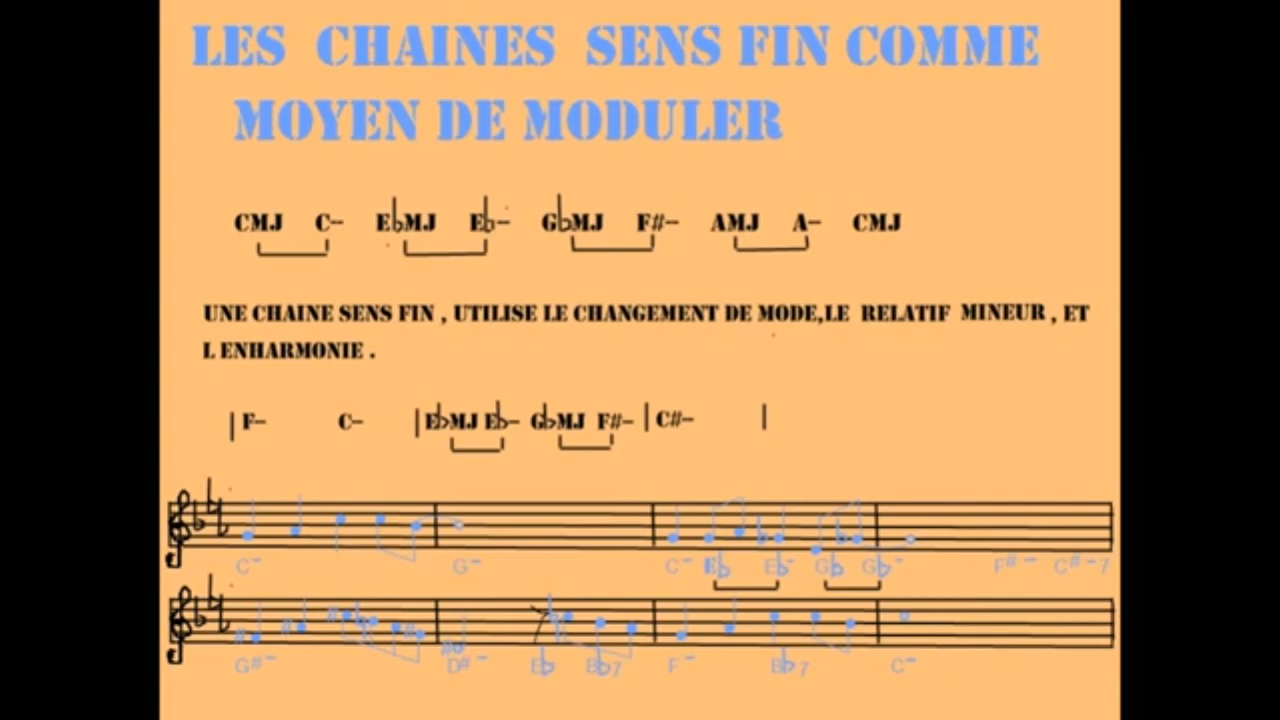 LES CHAINES SENS FIN COMME
MOYEN DE MODULER
CMJ C- E♭MJ E♭- G♭MJ F#- AMJ A- CMJ
UNE CHAINE SENS FIN , UTILISE LE CHANGEMENT DE MODE,LE RELATIF MINEUR , ET
L ENHARMONIE .
| F- C- | E♭MJ E♭- G♭MJ F#- | C#- |
C- G- C- E♭ E♭- G♭ G♭- F#- C#-7
G#- D#- E♭ B♭7 F- B♭7 C-